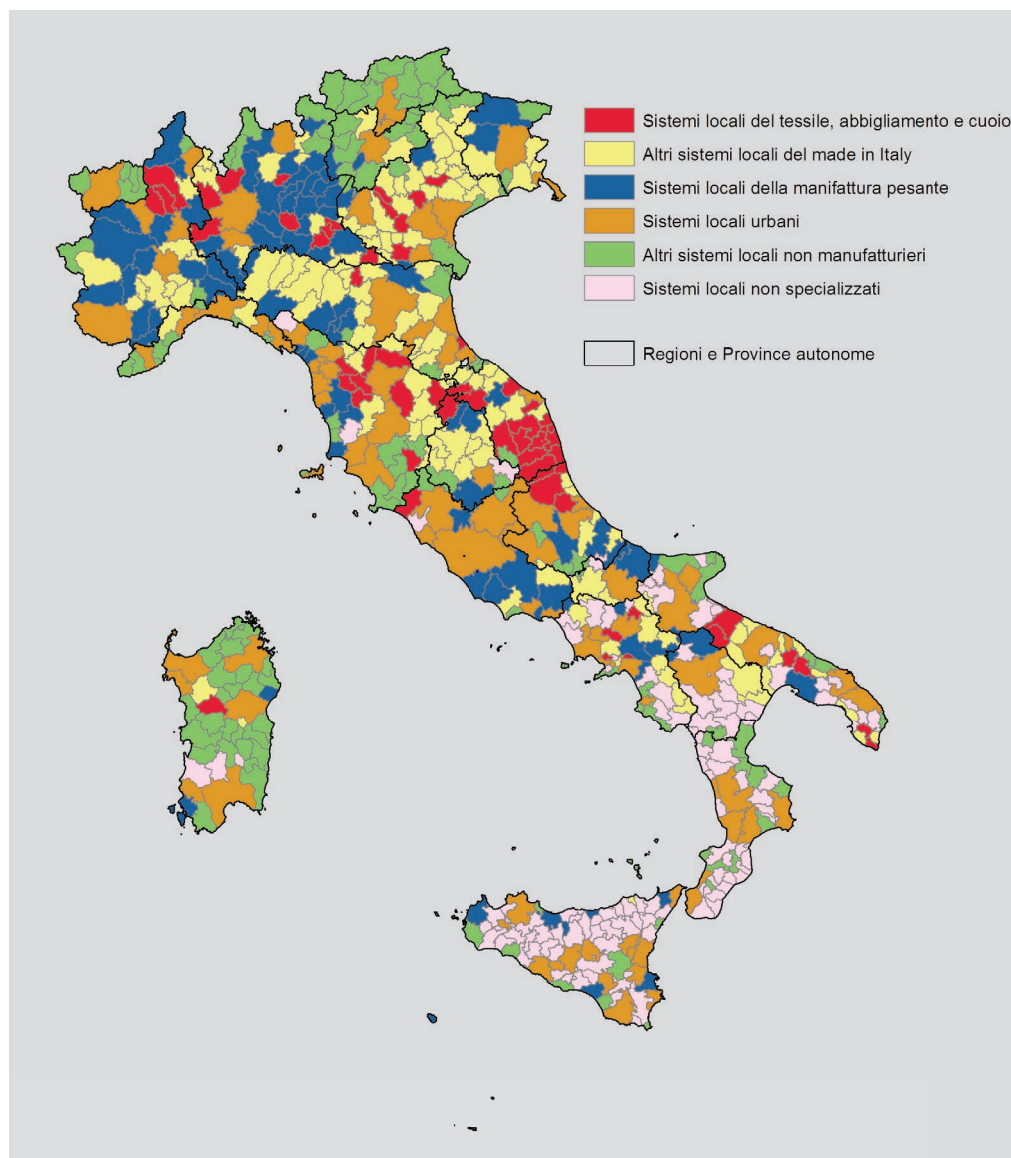 Sistemi locali del tessile, abbigliamento e cuoio
Altri sistemi locali del made in Italy
Sistemi locali della manifattura pesante
Sistemi locali urbani
Altri sistemi locali non manufatturieri
Sistemi locali non specializzati
Regioni e Province autonome